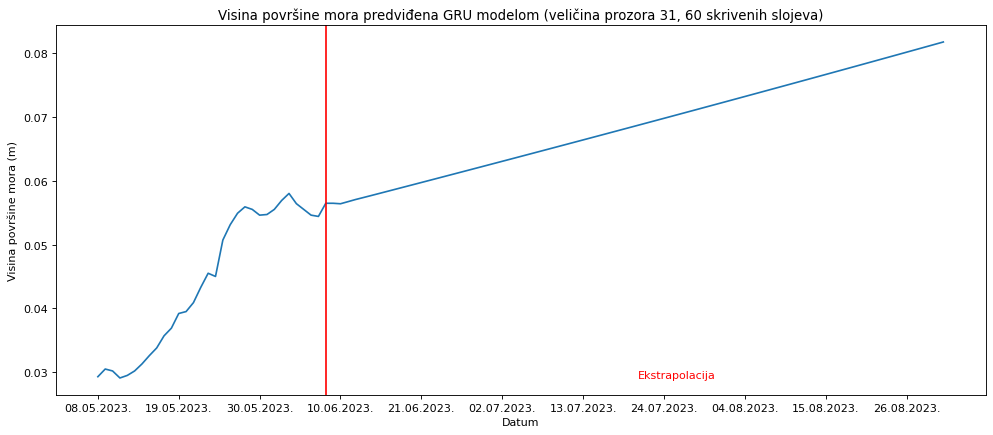 Visina površine mora predviđena GRU modelom (veličina prozora 31, 60 skrivenih slojeva)
Visina površine mora (m)
0.08
0.07
0.06
0.05
0.04
0.03
Ekstrapolacija
08.05.2023. 19.05.2023. 30.05.2023. 10.06.2023. 21.06.2023. 02.07.2023. 13.07.2023. 24.07.2023. 04.08.2023. 15.08.2023. 26.08.2023.
Datum